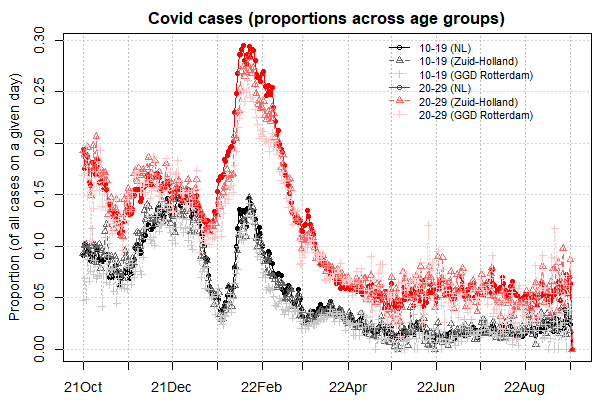 Covid cases (proportions across age groups)
Proportion (of all cases on a given day)
0.30
0.25
0.20
0.15
0.10
0.05
0.00
10-19 (NL)
10-19 (Zuid-Holland)
10-19 (GGD Rotterdam)
20-29 (NL)
20-29 (Zuid-Holland)
20-29 (GGD Rotterdam)
21Oct 21Dec 22Feb 22Apr 22Jun 22Aug